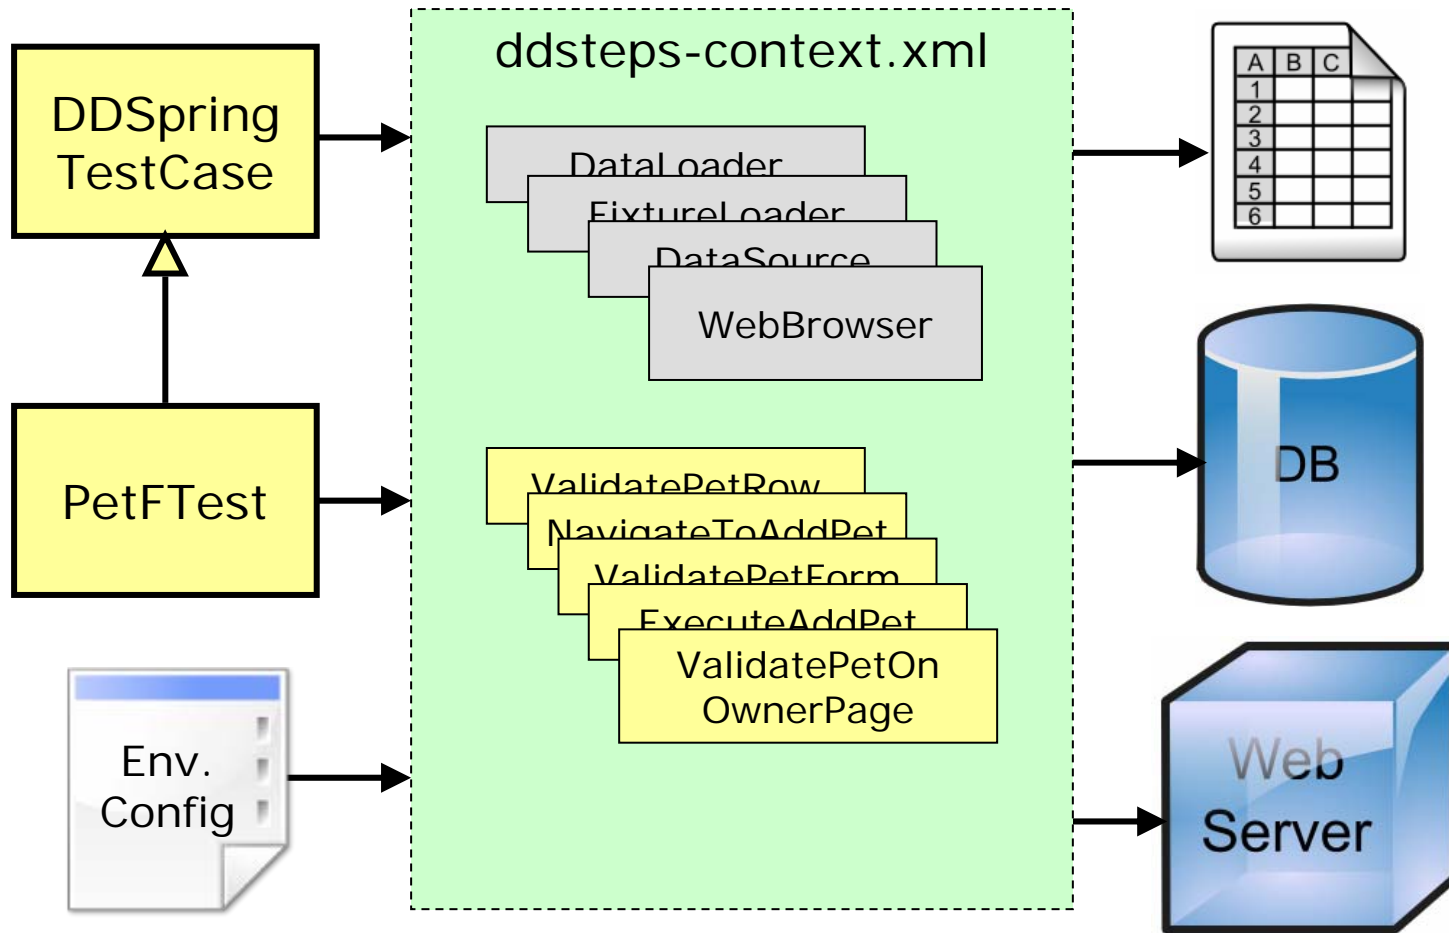 ddsteps-context.xml
DDSpring
TestCase
DataLoader
FixtureLoader
DataSource
WebBrowser
PetFTest
ValidatePetRow
NavigateToAddPet
ValidatePetForm
ExecuteAddPet
ValidatePetOn
OwnerPage
Env.
Config
A B C
1
2
3
4
5
6
DB
Web
Server